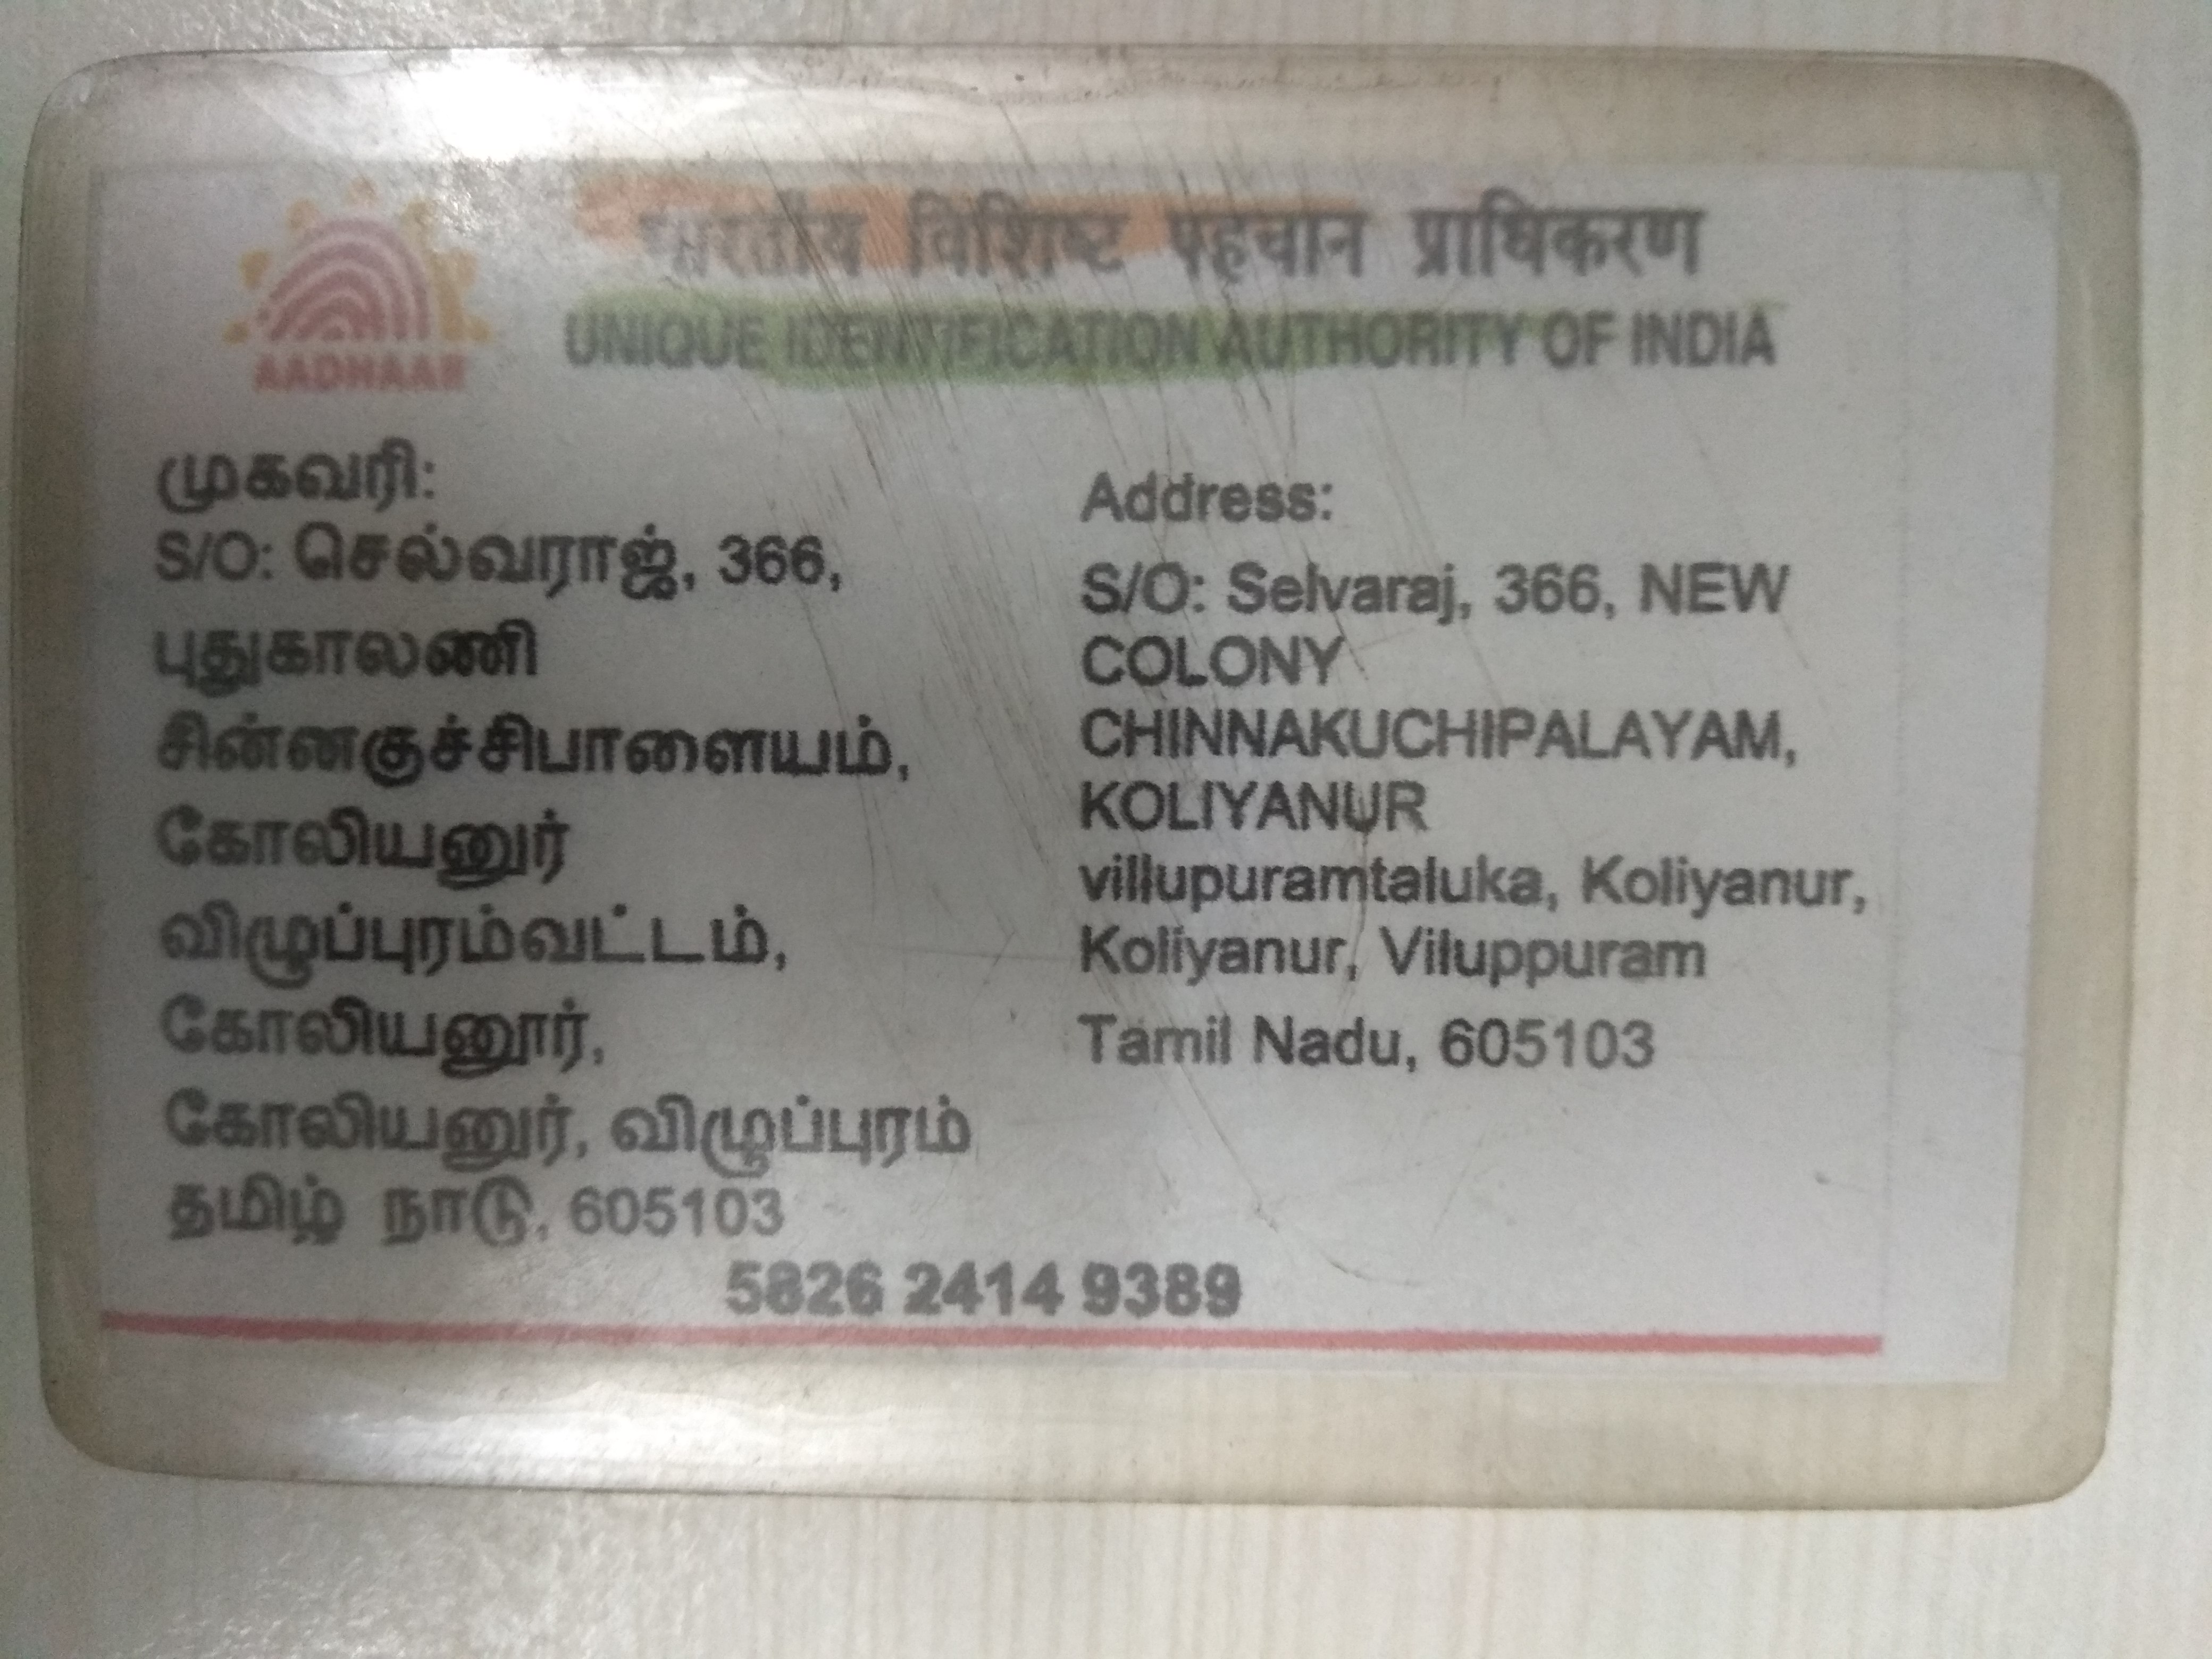 भारतीय विशिष्ट पहचान प्राधिकरण
UNIQUE IDENTIFICATION AUTHORITY OF INDIA
AADHAAR
முகவரி:
S/O: செல்வராஜ், 366,
புதுகாலணி
சின்னகுச்சிபாளையம்,
கோலியனுர்
விழுப்புரம்வட்டம்,
கோலியனூர்,
கோலியனுர், விழுப்புரம்
தமிழ் நாடு, 605103
Address:
S/O: Selvaraj, 366, NEW
COLONY
CHINNAKUCHIPALAYAM,
KOLIYANUR
villupuramtaluka, Koliyanur,
Koliyanur, Viluppuram
Tamil Nadu, 605103
5826 2414 9389